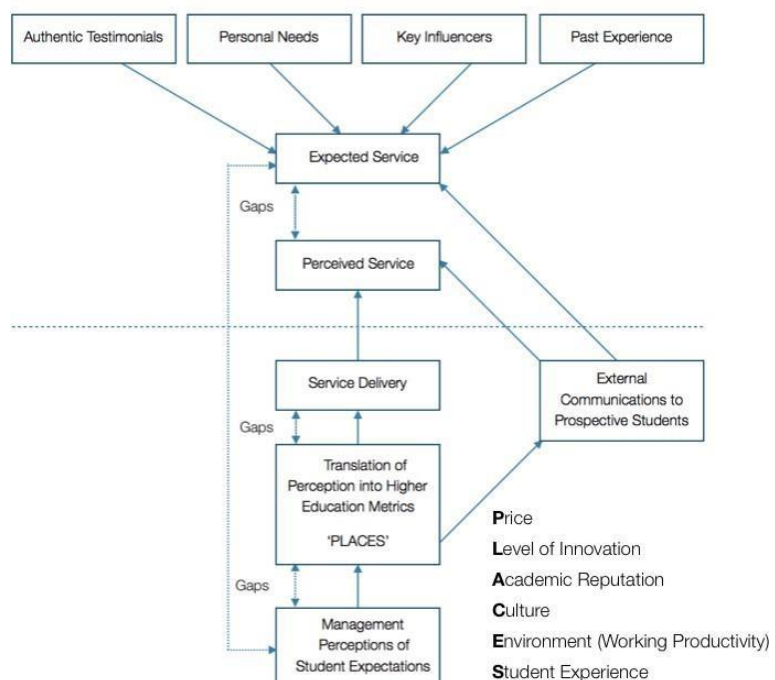 Authentic Testimonials
Personal Needs
Key Influencers
Past Experience
Expected Service
Gaps
Perceived Service
Service Delivery
External
Communications to
Prospective Students
Gaps
Translation of
Perception into Higher
Education Metrics
'PLACES'
Price
Level of Innovation
Academic Reputation
Culture
Environment (Working Productivity)
Student Experience
Gaps
Management
Perceptions of
Student Expectations